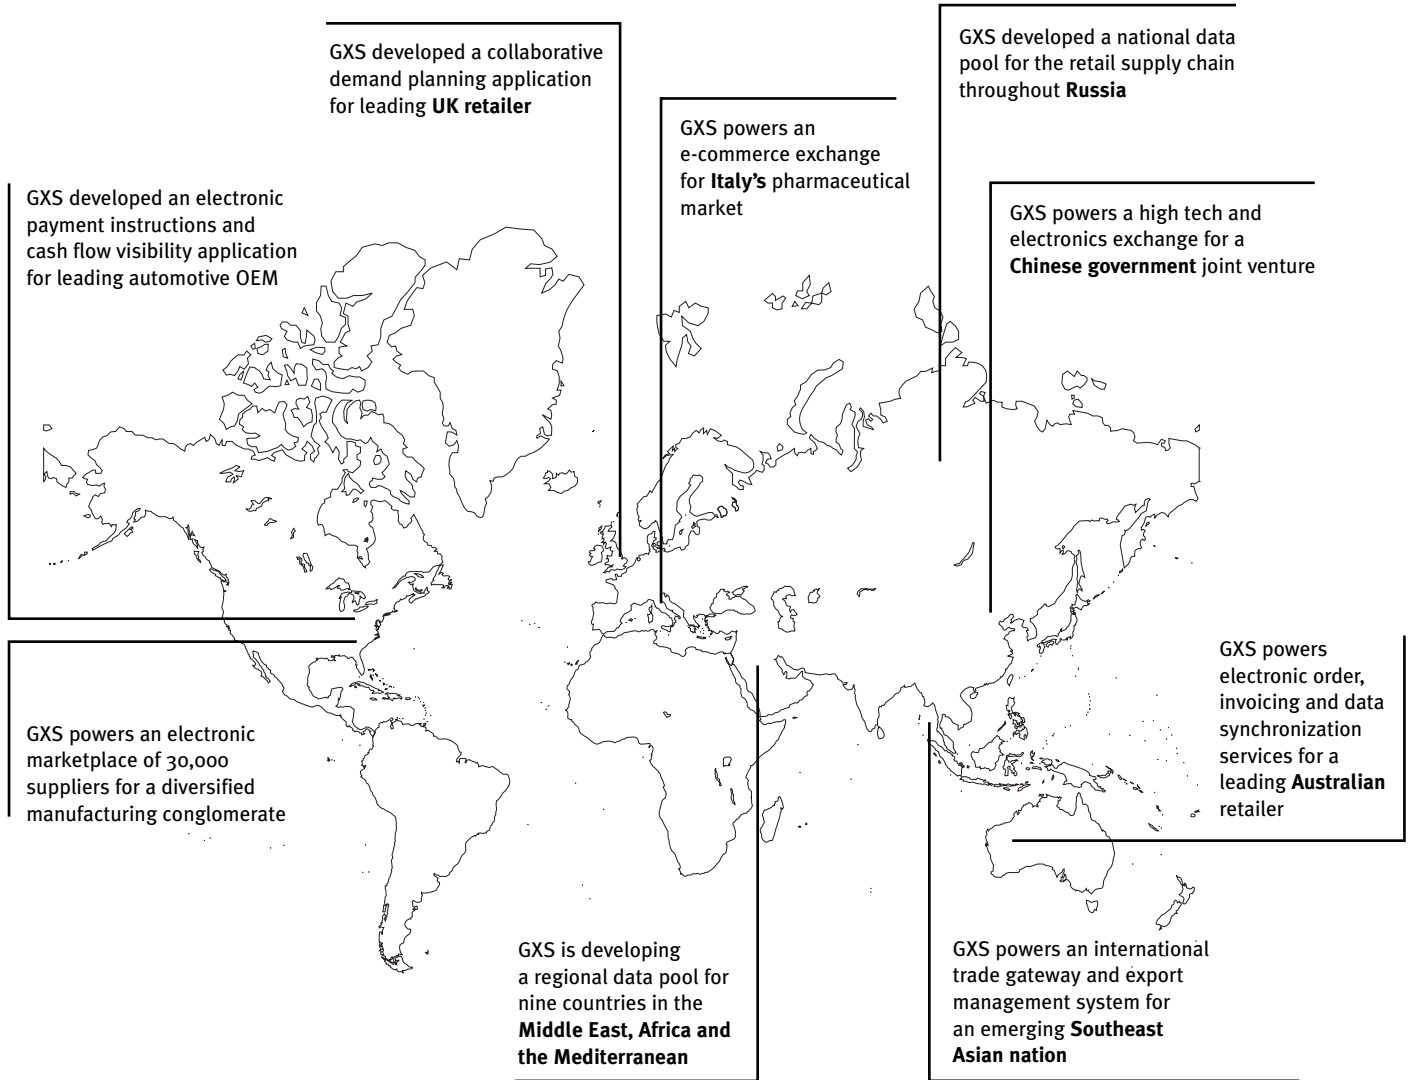 GXS developed a collaborative
demand planning application
for leading UK retailer
GXS developed a national data
pool for the retail supply chain
throughout Russia
GXS powers an
e-commerce exchange
for Italy’s pharmaceutical
market
GXS developed an electronic
payment instructions and
cash flow visibility application
for leading automotive OEM
GXS powers a high tech and
electronics exchange for a
Chinese government joint venture
GXS powers
electronic order,
invoicing and data
synchronization
services for a
leading Australian
retailer
GXS powers an electronic
marketplace of 30,000
suppliers for a diversified
manufacturing conglomerate
GXS is developing
a regional data pool for
nine countries in the
Middle East, Africa and
the Mediterranean
GXS powers an international
trade gateway and export
management system for
an emerging Southeast
Asian nation